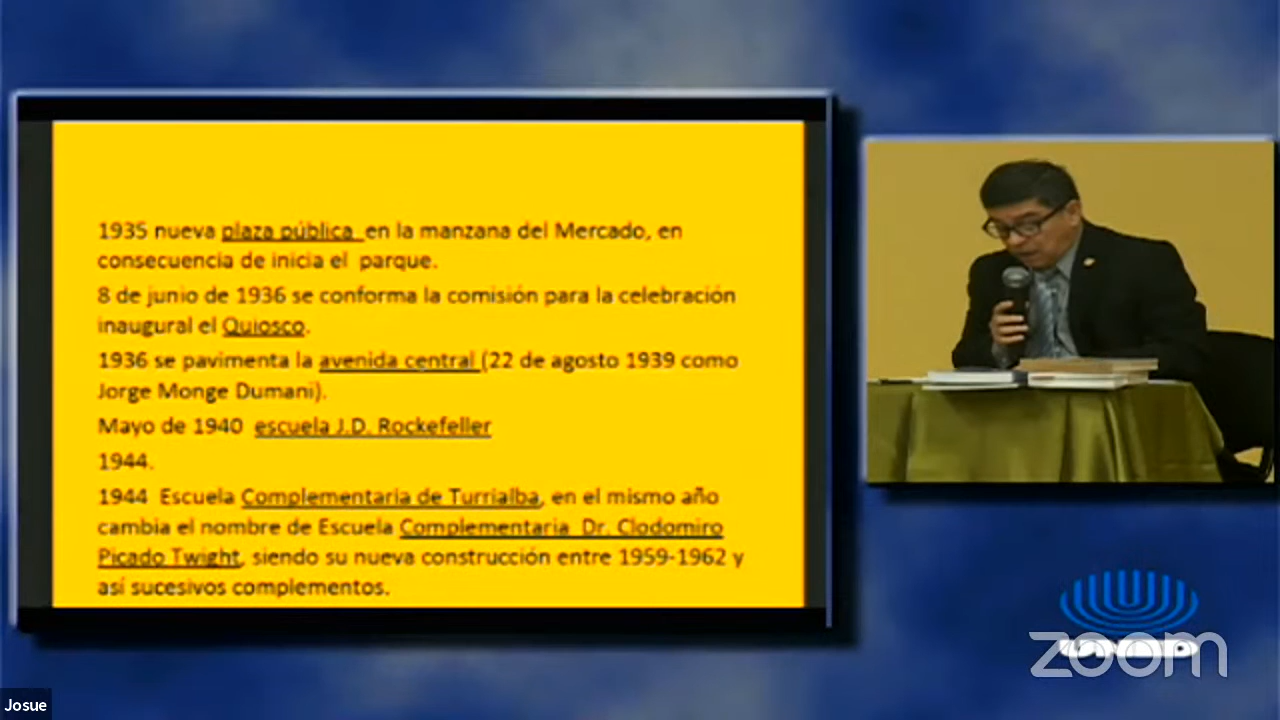 1935 nueva plaza pública en la manzana del Mercado, en
consecuencia de inicia el parque.
8 de junio de 1936 se conforma la comisión para la celebración
inaugural el Quiosco.
1936 se pavimenta la avenida central (22 de agosto 1939 como
Jorge Monge Dumani).
Mayo de 1940 escuela J.D. Rockefeller
1944.
1944 Escuela Complementaria de Turrialba, en el mismo año
cambia el nombre de Escuela Complementaria Dr. Clodomiro
Picado Twight, siendo su nueva construcción entre 1959-1962 y
así sucesivos complementos.
zoom
Josue